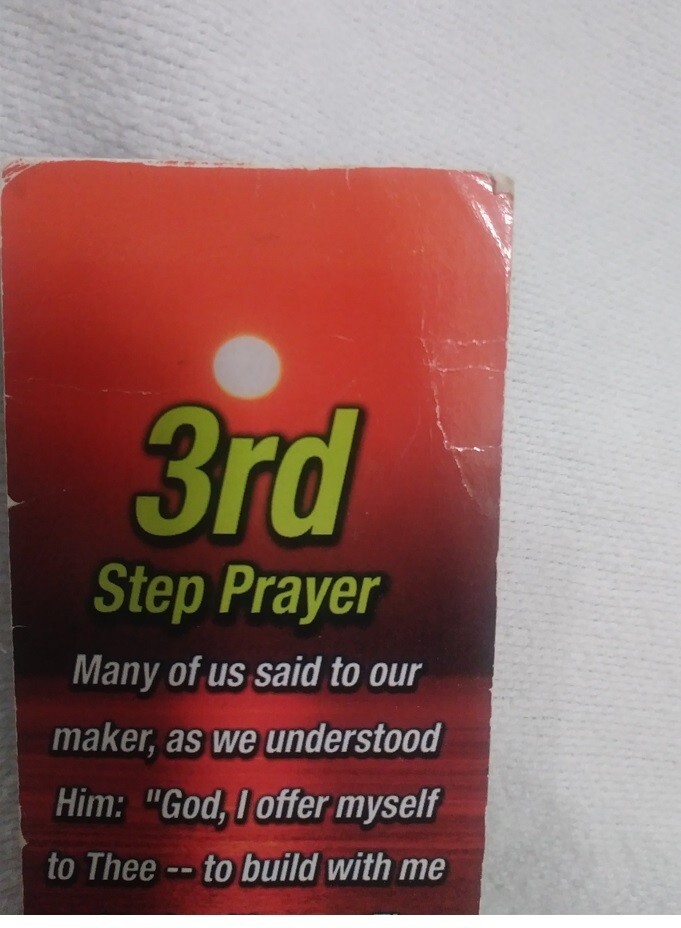 3rd
Step Prayer
Many of us said to our
maker, as we understood
Him: "God, I offer myself
to Thee -- to build with me